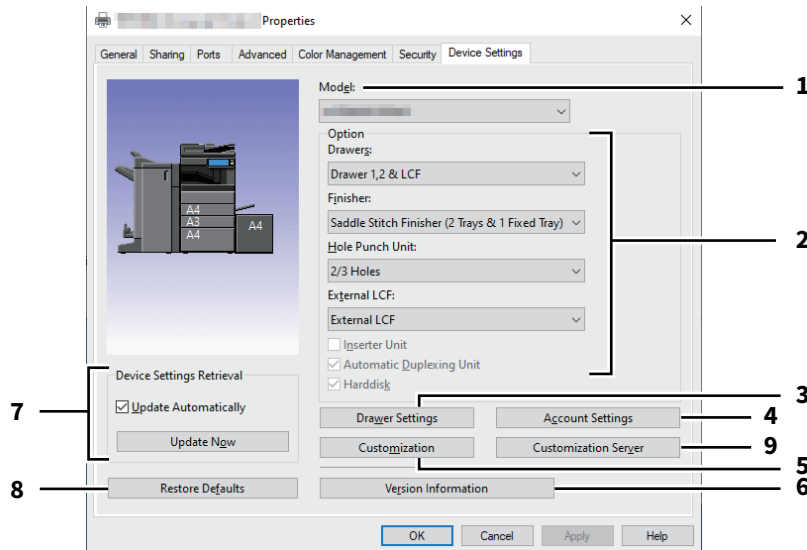 Properties
General Sharing Ports Advanced Color Management Security Device Settings
Model:
1
Option
Drawers:
Drawer 1,2 & LCF
Finisher:
Saddle Stitch Finisher (2 Trays & 1 Fixed Tray)
2
Hole Punch Unit:
2/3 Holes
External LCF:
External LCF
Inserter Unit
Automatic Duplexing Unit
Harddisk
A4
A3
A4
A4
Device Settings Retrieval
7
Update Automatically
Update Now
3
Drawer Settings Account Settings 4
Customization Customization Server 9
5
8 Restore Defaults Version Information 6
OK Cancel Apply Help